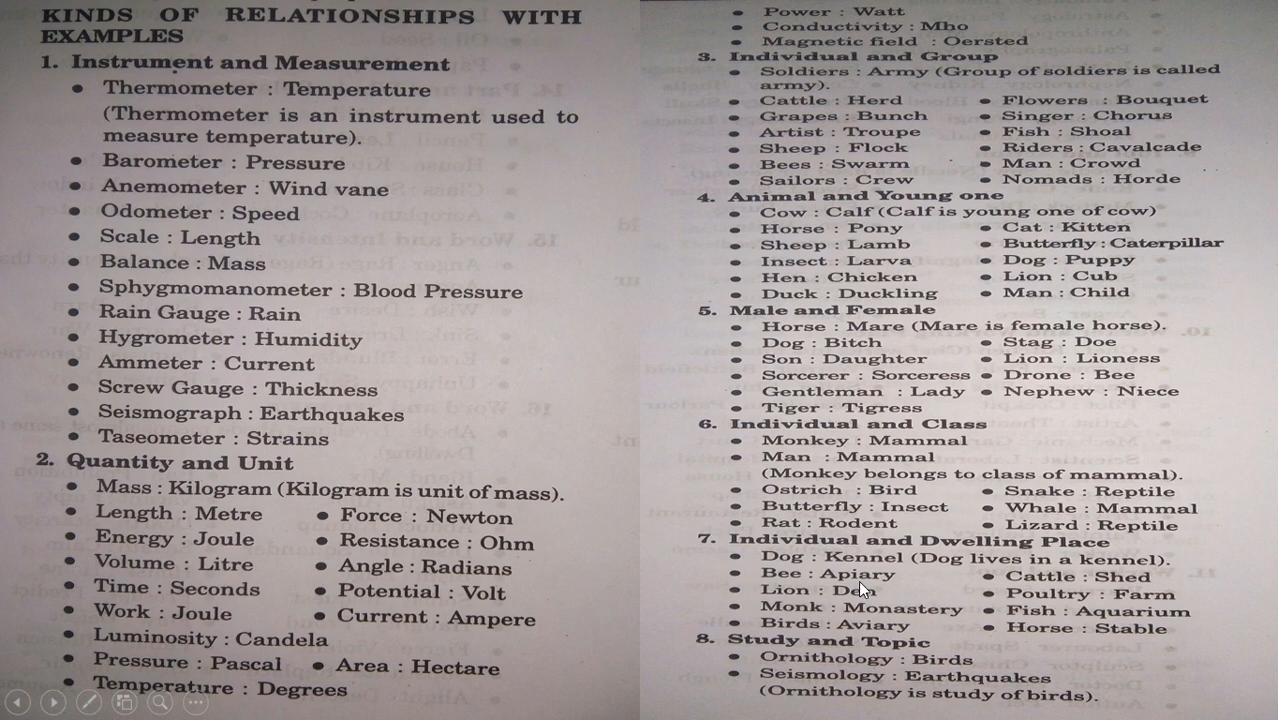 KINDS OF RELATIONSHIPS WITH
EXAMPLES
1. Instrument and Measurement
• Thermometer : Temperature
(Thermometer is an instrument used to
measure temperature).
• Barometer : Pressure
• Anemometer : Wind vane
• Odometer : Speed
• Scale : Length
• Balance : Mass
• Sphygmomanometer : Blood Pressure
• Rain Gauge : Rain
• Hygrometer : Humidity
• Ammeter : Current
• Screw Gauge : Thickness
• Seismograph : Earthquakes
• Taseometer : Strains
2. Quantity and Unit
• Mass : Kilogram (Kilogram is unit of mass).
• Length : Metre • Force : Newton
• Energy : Joule • Resistance : Ohm
• Volume : Litre • Angle : Radians
• Time : Seconds • Potential : Volt
• Work : Joule • Current : Ampere
• Luminosity : Candela
• Pressure : Pascal • Area : Hectare
• Temperature : Degrees
• Power : Watt
• Conductivity : Mho
• Magnetic field : Oersted
3. Individual and Group
• Soldiers : Army (Group of soldiers is called
army).
• Cattle : Herd • Flowers : Bouquet
• Grapes : Bunch • Singer : Chorus
• Artist : Troupe • Fish : Shoal
• Sheep : Flock • Riders : Cavalcade
• Bees : Swarm • Man : Crowd
• Sailors : Crew • Nomads : Horde
4. Animal and Young one
• Cow : Calf (Calf is young one of cow)
• Horse : Pony • Cat : Kitten
• Sheep : Lamb • Butterfly : Caterpillar
• Insect : Larva • Dog : Puppy
• Hen : Chicken • Lion : Cub
• Duck : Duckling • Man : Child
5. Male and Female
• Horse : Mare (Mare is female horse).
• Dog : Bitch • Stag : Doe
• Son : Daughter • Lion : Lioness
• Sorcerer : Sorceress • Drone : Bee
• Gentleman : Lady • Nephew : Niece
• Tiger : Tigress
6. Individual and Class
• Monkey : Mammal
• Man : Mammal
(Monkey belongs to class of mammal).
• Ostrich : Bird • Snake : Reptile
• Butterfly : Insect • Whale : Mammal
• Rat : Rodent • Lizard : Reptile
7. Individual and Dwelling Place
• Dog : Kennel (Dog lives in a kennel).
• Bee : Apiary • Cattle : Shed
• Lion : Den • Poultry : Farm
• Monk : Monastery • Fish : Aquarium
• Birds : Aviary • Horse : Stable
8. Study and Topic
• Ornithology : Birds
• Seismology : Earthquakes
(Ornithology is study of birds).